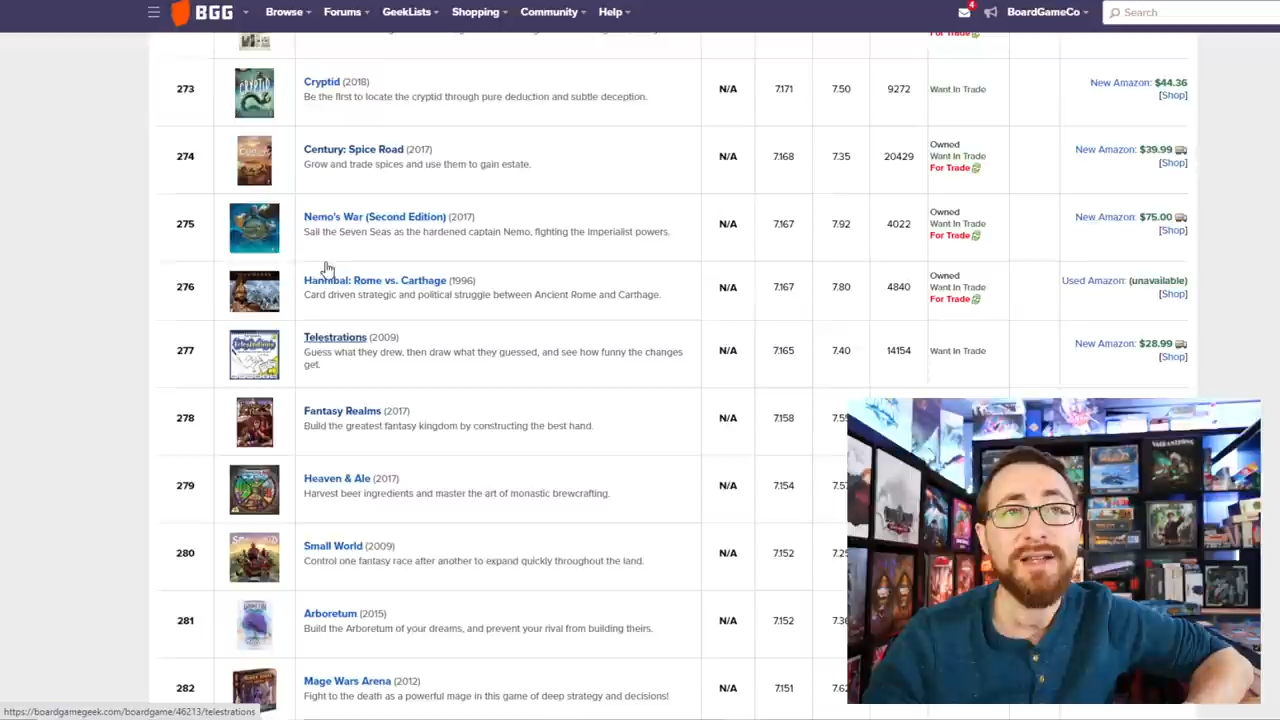 BGG Browse Forums GeekLists Shopping Community Help 4 BoardGameCo Search
For Trade
273 Cryptid (2018) N/A 7.171 7.50 9272 Want In Trade New Amazon: $44.36
Be the first to locate the cryptid through pure deduction and subtle deception. [Shop]
274 Century: Spice Road (2017) N/A 7.168 7.35 20429 Owned New Amazon: $39.99
Grow and trade spices and use them to gain estate. Want In Trade [Shop]
For Trade
275 Nemo's War (Second Edition) (2017) N/A 7.167 7.92 4022 Owned New Amazon: $75.00
Sail the Seven Seas as the hardened captain Nemo, fighting the imperialist powers. Want In Trade [Shop]
For Trade
276 Hannibal: Rome vs. Carthage (1996) N/A 7.167 7.80 4840 Owned Used Amazon: (unavailable)
Card driven strategic and political struggle between Ancient Rome and Carthage. Want In Trade [Shop]
For Trade
277 Telestrations (2009) N/A 7.165 7.40 14154 Want In Trade New Amazon: $28.99
Guess what they drew, then draw what they guessed, and see how funny the changes [Shop]
get.
278 Fantasy Realms (2017) N/A 7.158
Build the greatest fantasy kingdom by constructing the best hand.
279 Heaven & Ale (2017) N/A 7.154
Harvest beer ingredients and master the art of monastic brewcrafting.
280 Small World (2009) N/A 7.152
Control one fantasy race after another to expand quickly throughout the land.
281 Arboretum (2015) N/A 7.152
Build the Arboretum of your dreams, and prevent your rival from building theirs.
282 Mage Wars Arena (2012) N/A 7.151
Fight to the death as a powerful mage in this game of deep strategy and decisions!
https://boardgamegeek.com/boardgame/46213/telestrations